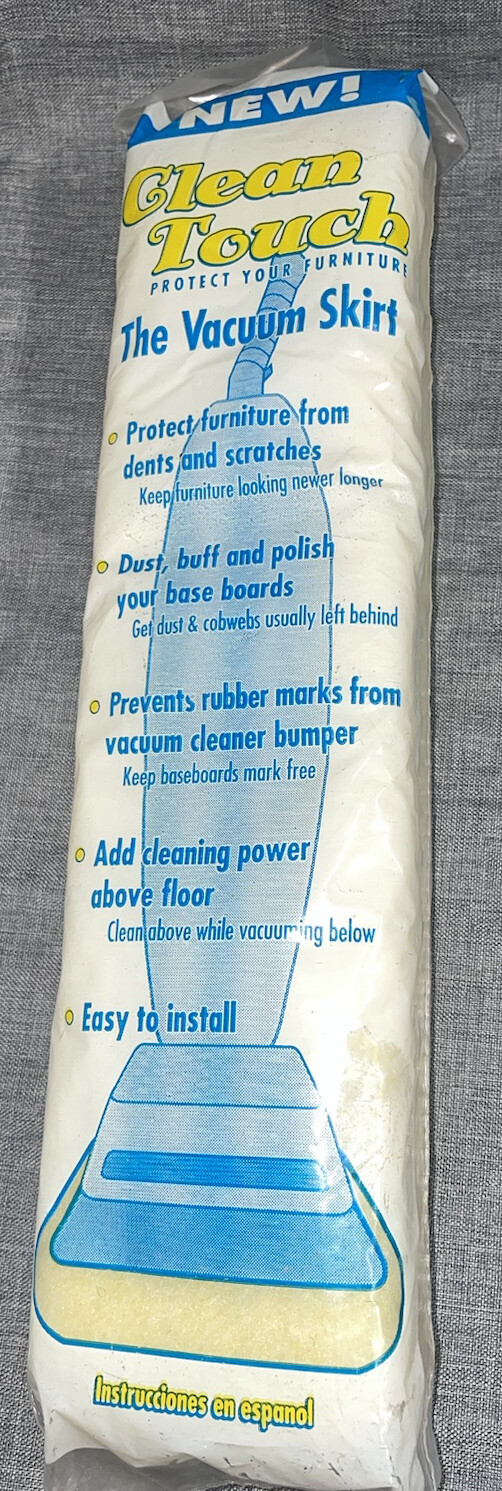 NEW!
Clean
Touch
PROTECT YOUR FURNITURE
The Vacuum Skirt
Protect furniture from
dents and scratches
Keep furniture looking newer longer
Dust, buff and polish
your base boards
Get dust & cobwebs usually left behind
Prevents rubber marks from
vacuum cleaner bumper
Keep baseboards mark free
Add cleaning power
above floor
Clean above while vacuuming below
Easy to install
Instrucciones en espanol